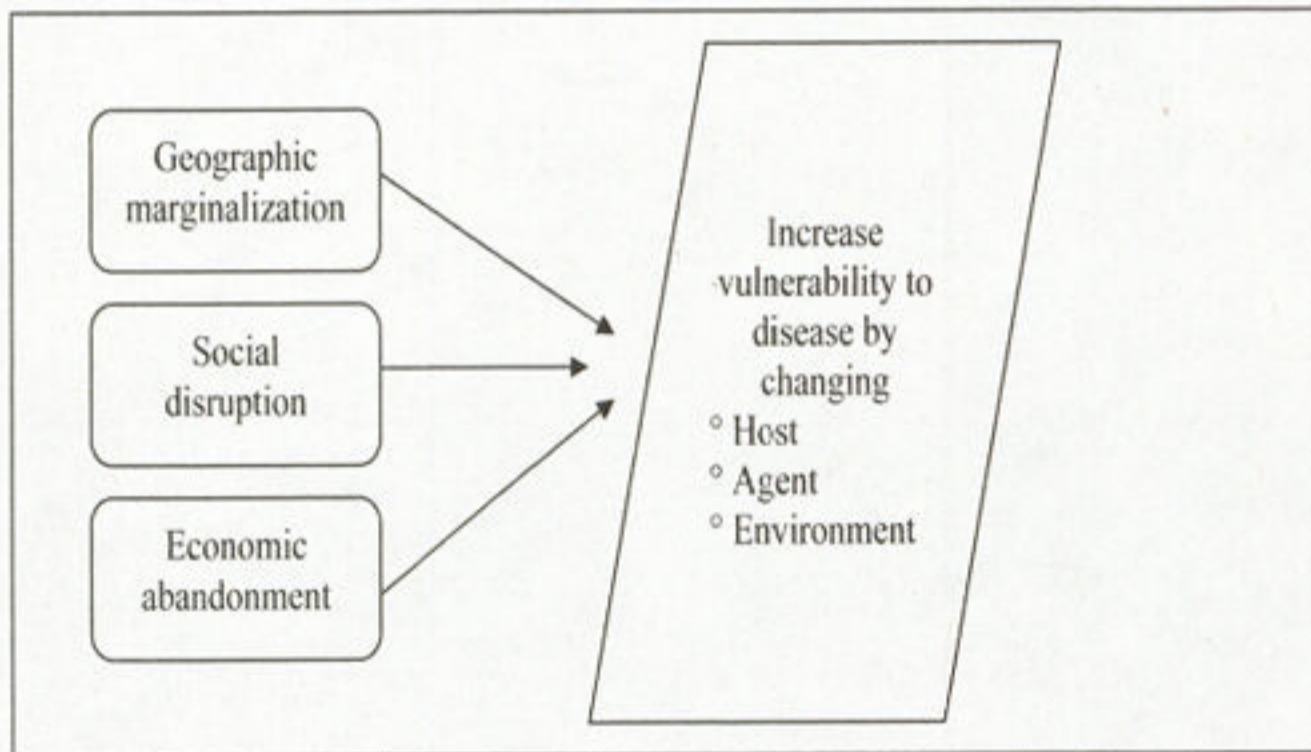 Geographic
marginalization
Social
disruption
Economic
abandonment
Increase
vulnerability to
disease by
changing
° Host
° Agent
° Environment